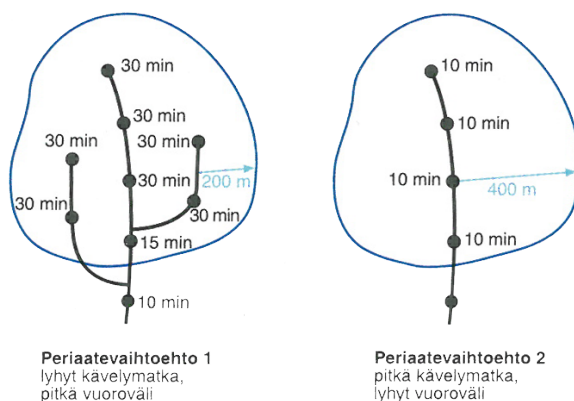 30 min
10 min
30 min
30 min
10 min
30 min
30 min
200 m
10 min
400 m
30 min
30 min
15 min
10 min
10 min
Periaatevaihtoehto 1
lyhyt kävelymatka,
pitkä vuoroväli
Periaatevaihtoehto 2
pitkä kävelymatka,
lyhyt vuoroväli